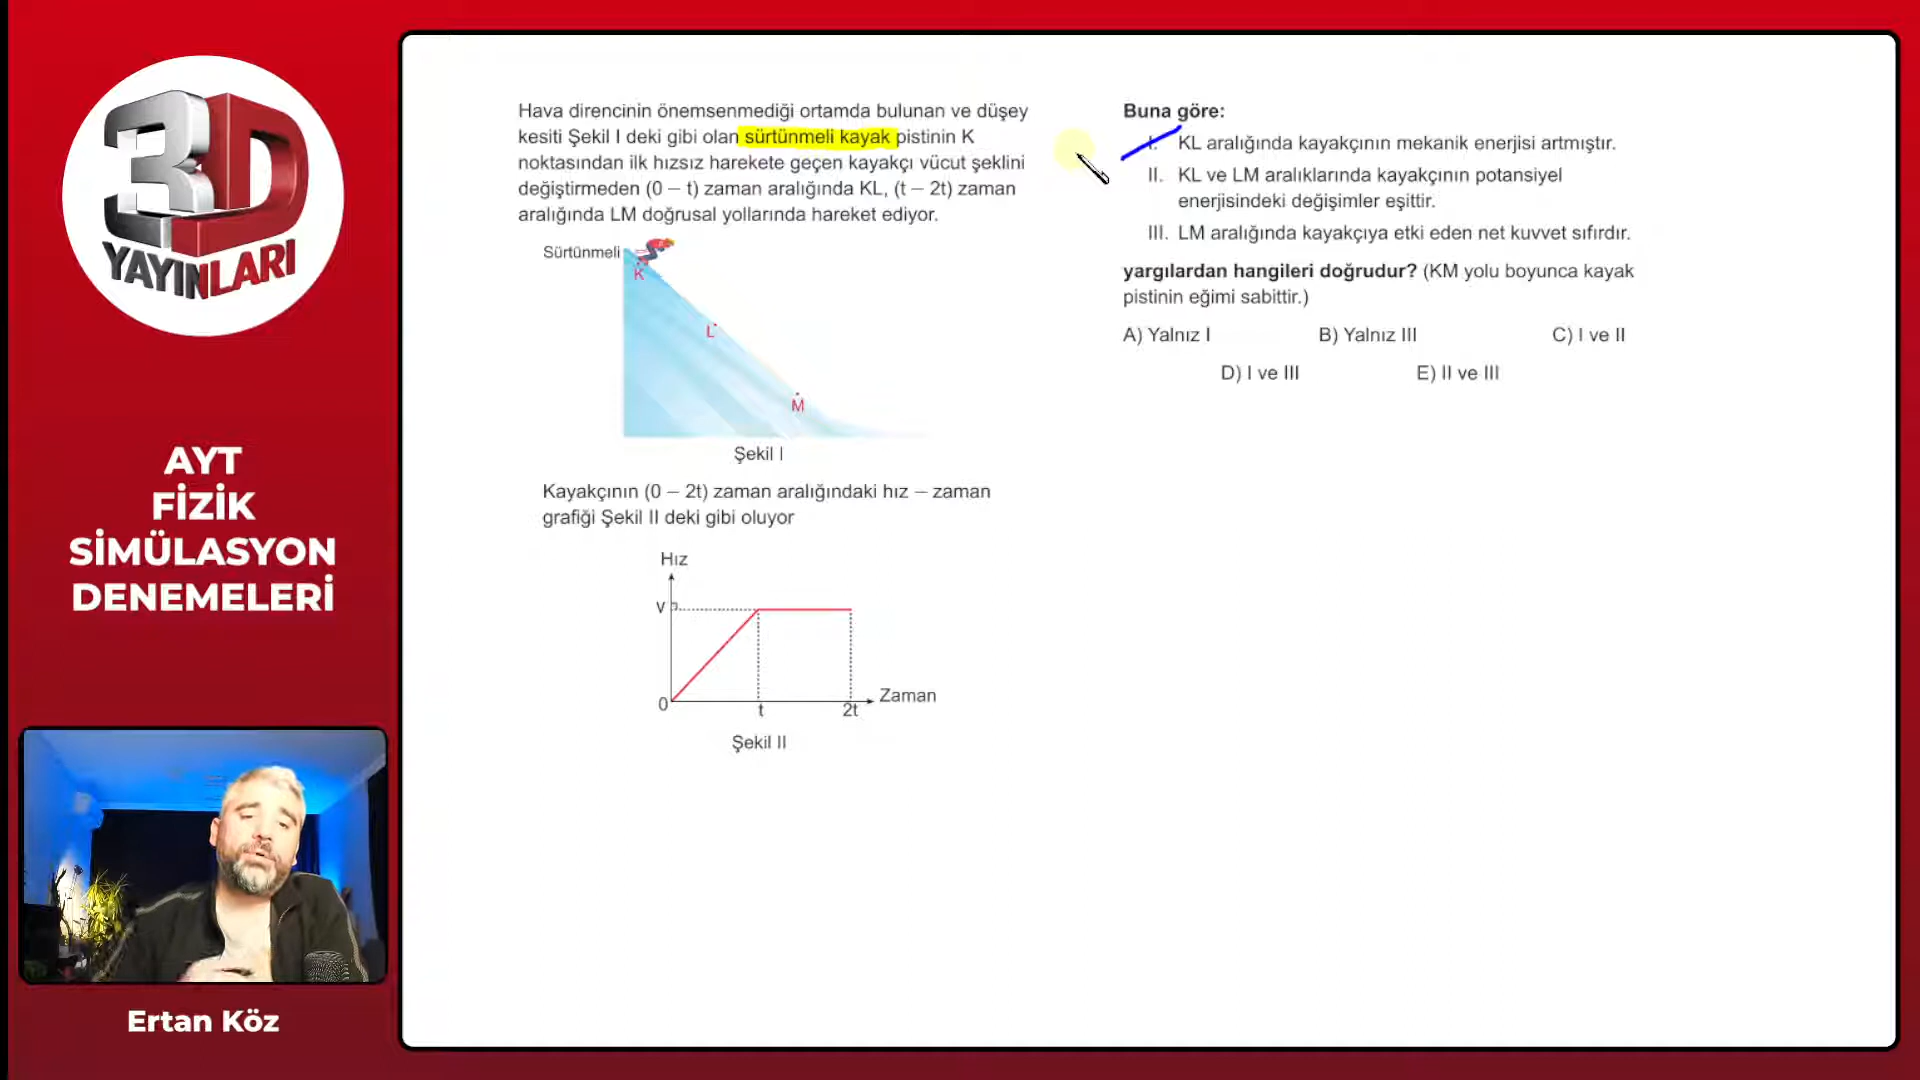 3D
YAYINLARI
AYT
FİZİK
SİMÜLASYON
DENEMELERİ
Ertan Köz
Hava direncinin önemsenmediği ortamda bulunan ve düşey
kesiti Şekil I deki gibi olan sürtünmeli kayak pistinin K
noktasından ilk hızsız harekete geçen kayakçı vücut şeklini
değiştirmeden (0 – t) zaman aralığında KL, (t – 2t) zaman
aralığında LM doğrusal yollarında hareket ediyor.
Sürtünmeli
K
L
M
Şekil I
Kayakçının (0 – 2t) zaman aralığındaki hız – zaman
grafiği Şekil II deki gibi oluyor
Hız
v
0
t
2t
Zaman
Şekil II
Buna göre:
I. KL aralığında kayakçının mekanik enerjisi artmıştır.
II. KL ve LM aralıklarında kayakçının potansiyel
enerjisindeki değişimler eşittir.
III. LM aralığında kayakçıya etki eden net kuvvet sıfırdır.
yargılardan hangileri doğrudur? (KM yolu boyunca kayak
pistinin eğimi sabittir.)
A) Yalnız I B) Yalnız III C) I ve II
D) I ve III E) II ve III